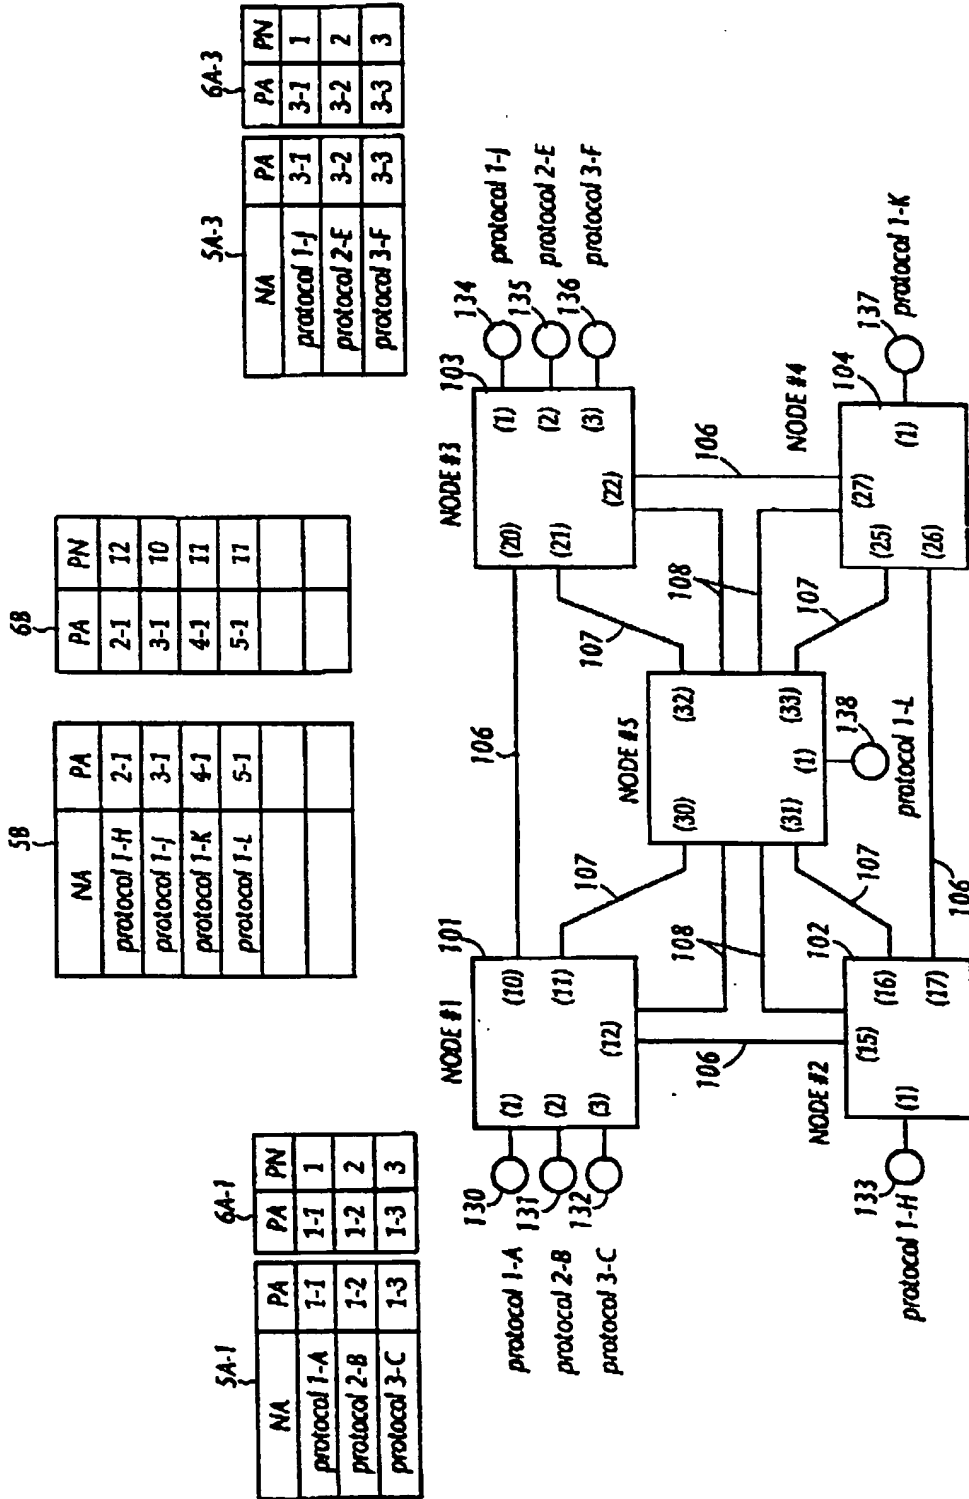 5A-1
NA PA
protocol 1-A 1-1
protocol 2-B 1-2
protocol 3-C 1-3
6A-1
PA PN
1-1 1
1-2 2
1-3 3
5B
NA PA
protocol 1-H 2-1
protocol 1-J 3-1
protocol 1-K 4-1
protocol 1-L 5-1
6B
PA PN
2-1 12
3-1 10
4-1 11
5-1 11
5A-3
NA PA
protocol 1-J 3-1
protocol 2-E 3-2
protocol 3-F 3-3
6A-3
PA PN
3-1 1
3-2 2
3-3 3
NODE #1
101
(1)
(2)
(3)
(10)
(11)
(12)
130
131
132
protocol 1-A
protocol 2-B
protocol 3-C
106
NODE #3
103
(20)
(21)
(22)
(1)
(2)
(3)
134
135
136
protocol 1-J
protocol 2-E
protocol 3-F
107
107
108
108
106
106
NODE #5
(30)
(31)
(32)
(33)
(1)
138
protocol 1-L
107
107
NODE #2
102
(15)
(16)
(17)
(1)
133
protocol 1-H
106
NODE #4
104
(25)
(26)
(27)
(1)
137
protocol 1-K